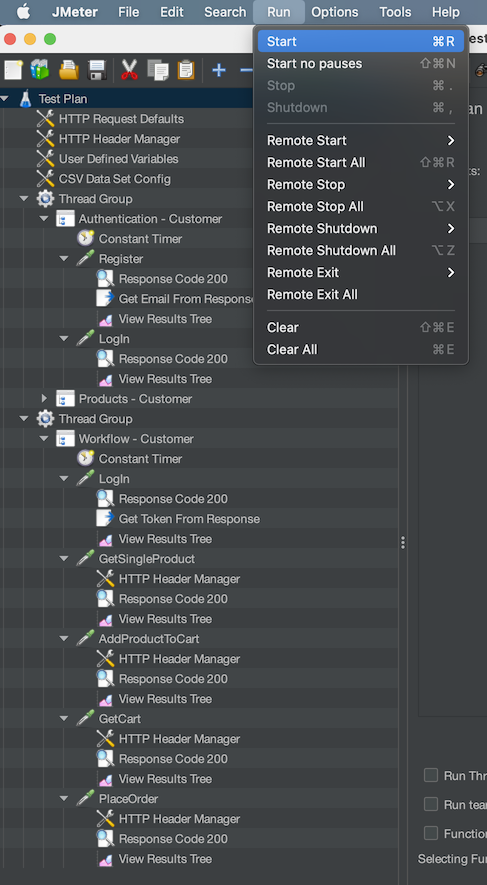 JMeter File Edit Search Run Options Tools Help
Start ⌘R
Start no pauses ⇧⌘N
Stop ⌘.
Shutdown ⌘,
Remote Start
Remote Start All ⇧⌘R
Remote Stop
Remote Stop All ⌥X
Remote Shutdown
Remote Shutdown All ⌥Z
Remote Exit
Remote Exit All
Clear ⇧⌘E
Clear All ⌘E
est
an
ts:
Test Plan
HTTP Request Defaults
HTTP Header Manager
User Defined Variables
CSV Data Set Config
Thread Group
Authentication - Customer
Constant Timer
Register
Response Code 200
Get Email From Response
View Results Tree
LogIn
Response Code 200
View Results Tree
Products - Customer
Thread Group
Workflow - Customer
Constant Timer
LogIn
Response Code 200
Get Token From Response
View Results Tree
GetSingleProduct
HTTP Header Manager
Response Code 200
View Results Tree
AddProductToCart
HTTP Header Manager
Response Code 200
View Results Tree
GetCart
HTTP Header Manager
Response Code 200
View Results Tree
PlaceOrder
HTTP Header Manager
Response Code 200
View Results Tree
Run Thr
Run tea
Function
Selecting Fu